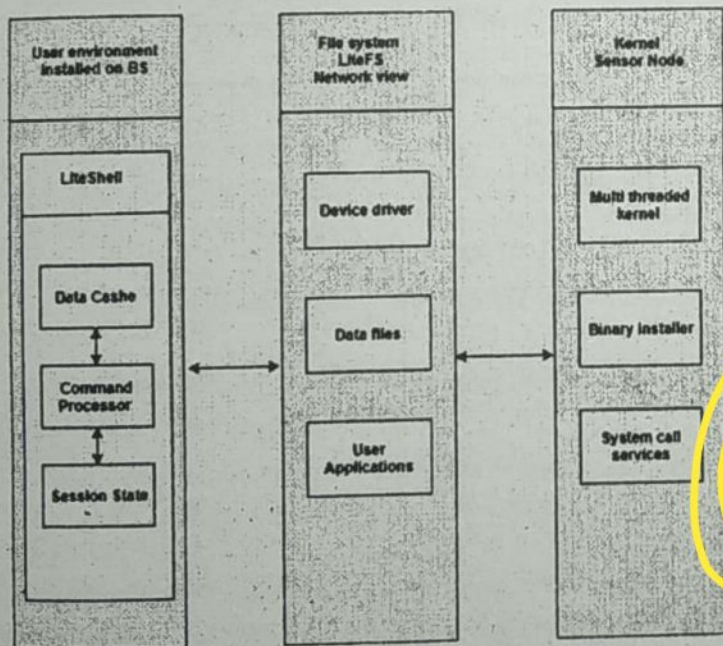 User environment
installed on BS
LiteShell
Data Cashe
Command
Processor
Session State
File system
LiteFS
Network view
Device driver
Data files
User
Applications
Kernel
Sensor Node
Multi threaded
kernel
Binary installer
System call
services